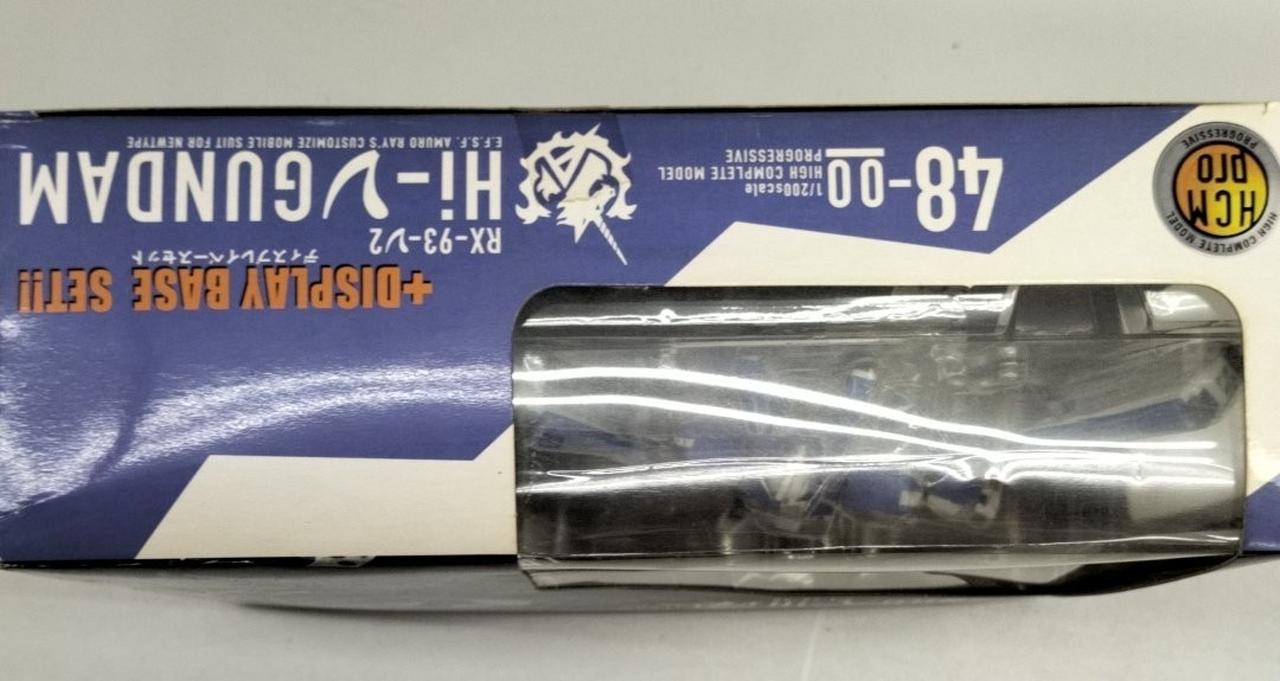 HCM
pro
HIGH COMPLETE MODEL
PROGRESSIVE
48-00
1/200scale
HIGH COMPLETE MODEL
PROGRESSIVE
+DISPLAY BASE SET!!
ディスプレイベースセット
RX-93-ν2
Hi-νGUNDAM
E.F.S.F. AMURO RAY'S CUSTOMIZE MOBILE SUIT FOR NEWTYPE